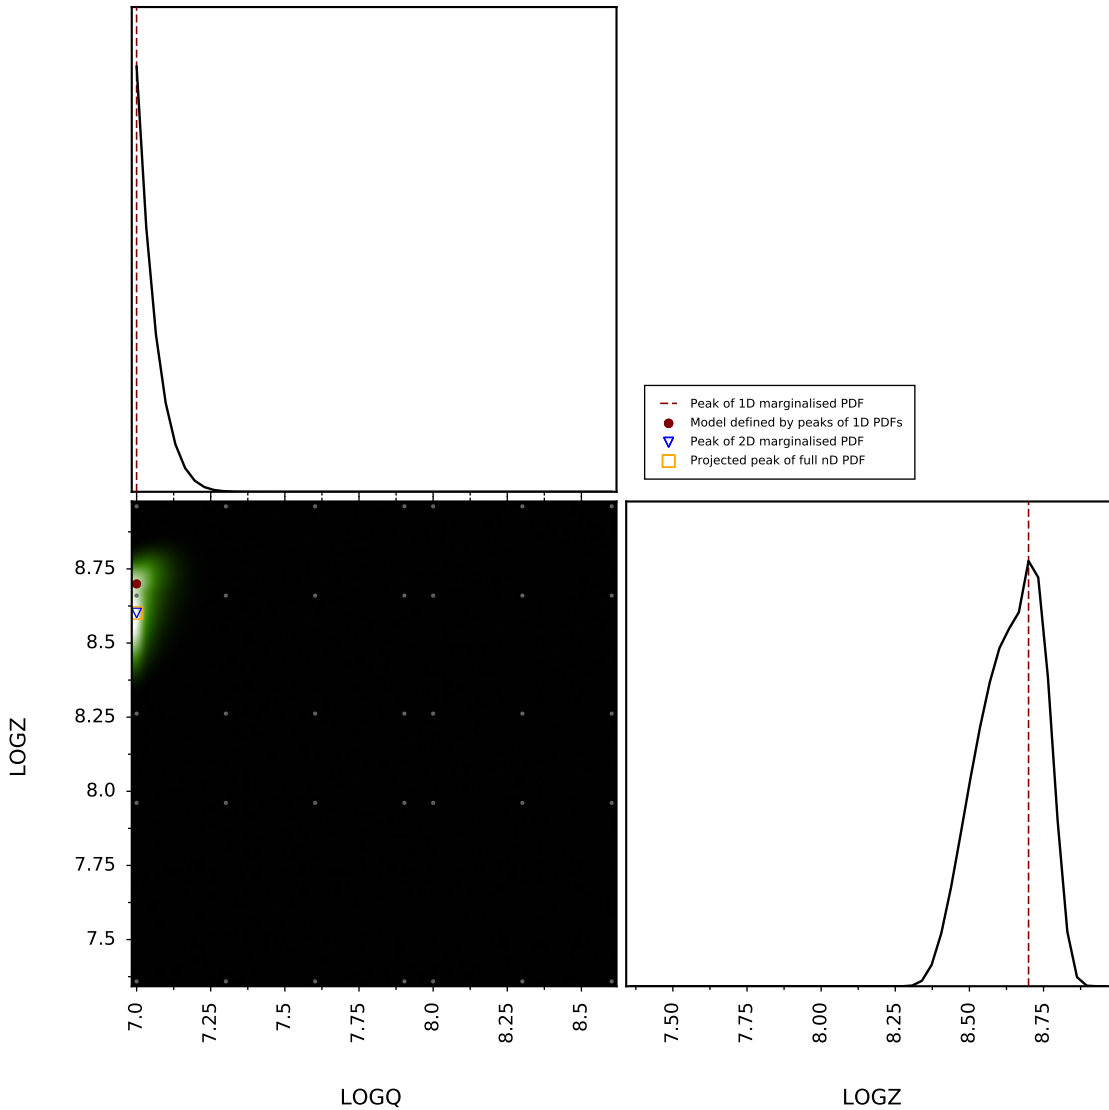 Peak of 1D marginalised PDF
Model defined by peaks of 1D PDFs
Peak of 2D marginalised PDF
Projected peak of full nD PDF
8.75
8.5
8.25
8.0
7.75
7.5
LOGZ
7.0 7.25 7.5 7.75 8.0 8.25 8.5
7.50 7.75 8.00 8.25 8.50 8.75
LOGQ
LOGZ